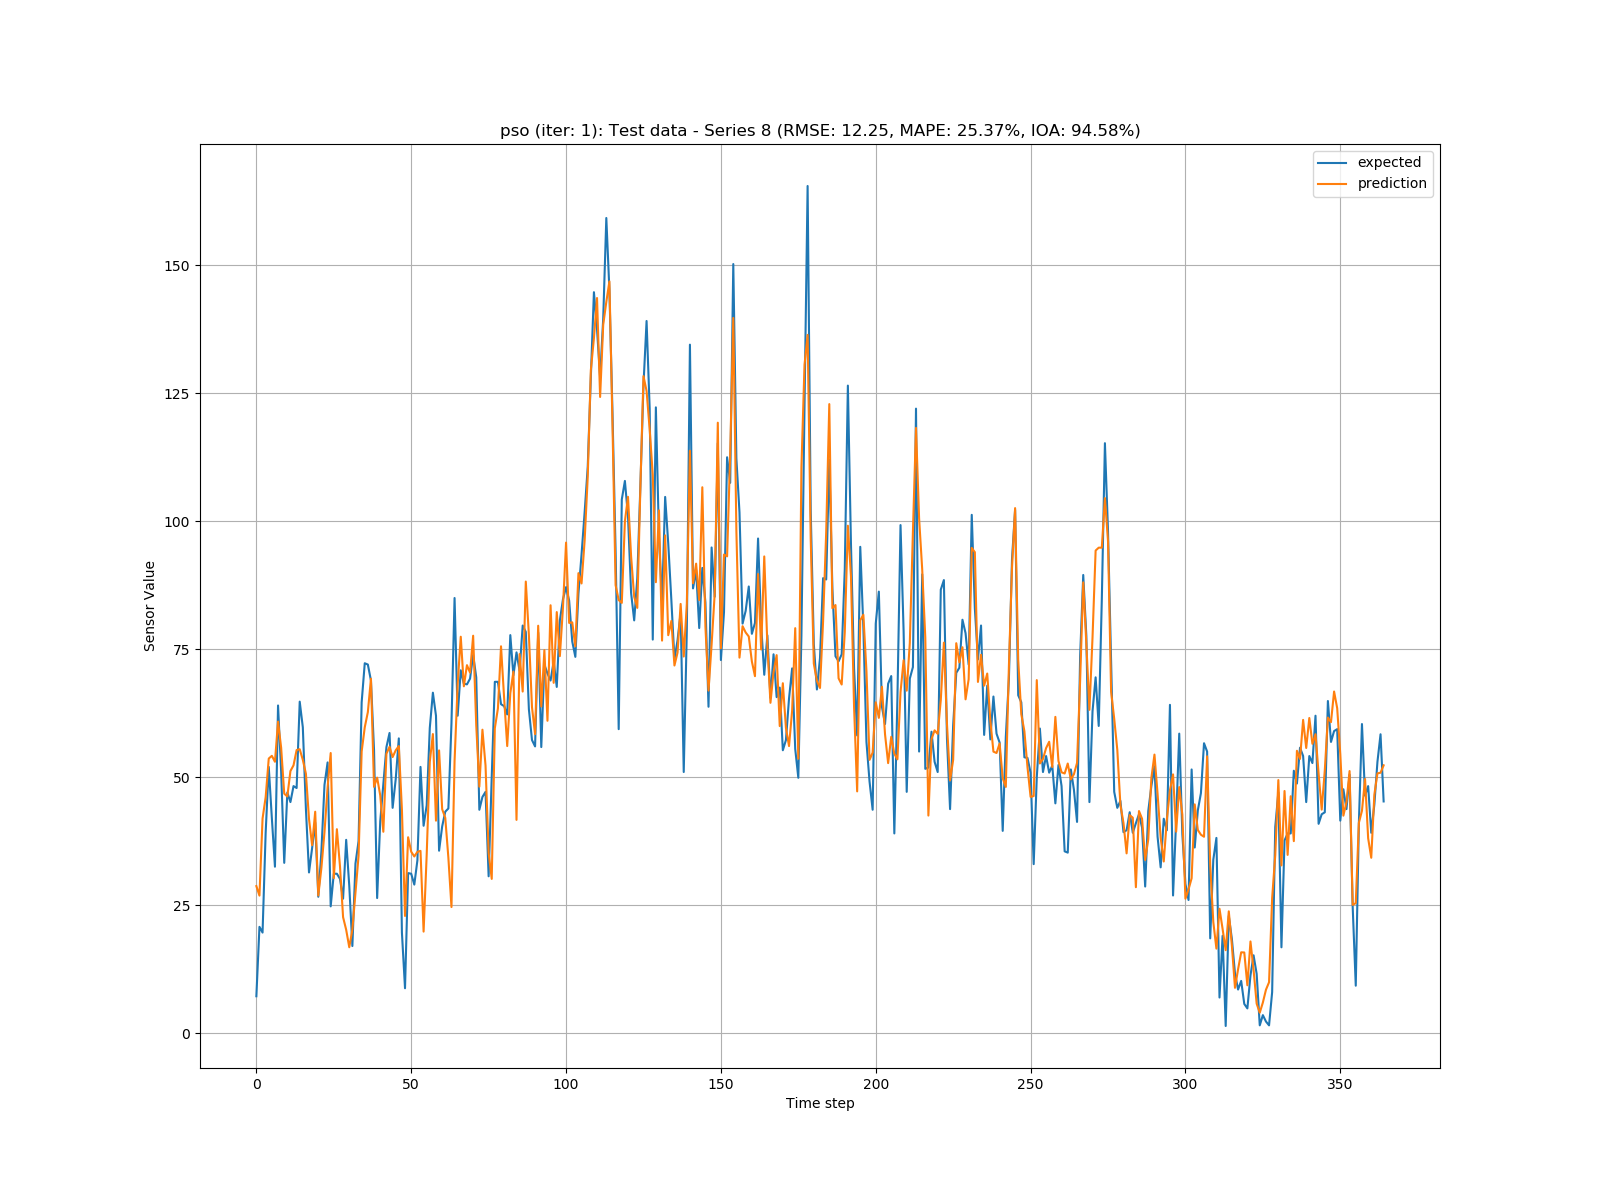 pso (iter: 1): Test data - Series 8 (RMSE: 12.25, MAPE: 25.37%, IOA: 94.58%)
expected
prediction
150
125
100
75
50
25
0
Sensor Value
0 50 100 150 200 250 300 350
Time step